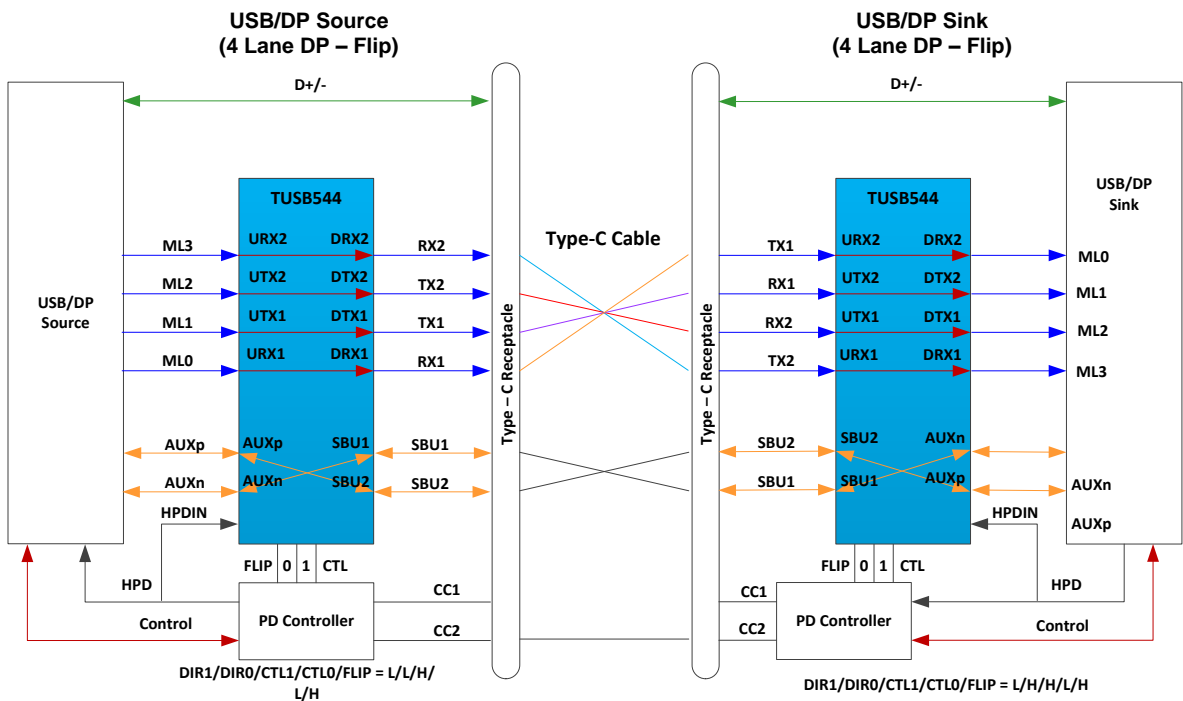 USB/DP Source
(4 Lane DP – Flip)
USB/DP Sink
(4 Lane DP – Flip)
D+/-
D+/-
USB/DP
Source
TUSB544
ML3
URX2
DRX2
RX2
ML2
UTX2
DTX2
TX2
ML1
UTX1
DTX1
TX1
ML0
URX1
DRX1
RX1
AUXp
AUXp
SBU1
SBU1
AUXn
AUXn
SBU2
SBU2
HPDIN
FLIP
0
1
CTL
HPD
Control
PD Controller
CC1
CC2
DIR1/DIR0/CTL1/CTL0/FLIP = L/L/H/
L/H
Type – C Receptacle
Type-C Cable
Type – C Receptacle
TUSB544
USB/DP
Sink
TX1
URX2
DRX2
ML0
RX1
UTX2
DTX2
ML1
RX2
UTX1
DTX1
ML2
TX2
URX1
DRX1
ML3
SBU2
SBU2
AUXn
SBU1
SBU1
AUXp
AUXn
HPDIN
AUXp
FLIP
0
1
CTL
HPD
CC1
CC2
PD Controller
Control
DIR1/DIR0/CTL1/CTL0/FLIP = L/H/H/L/H